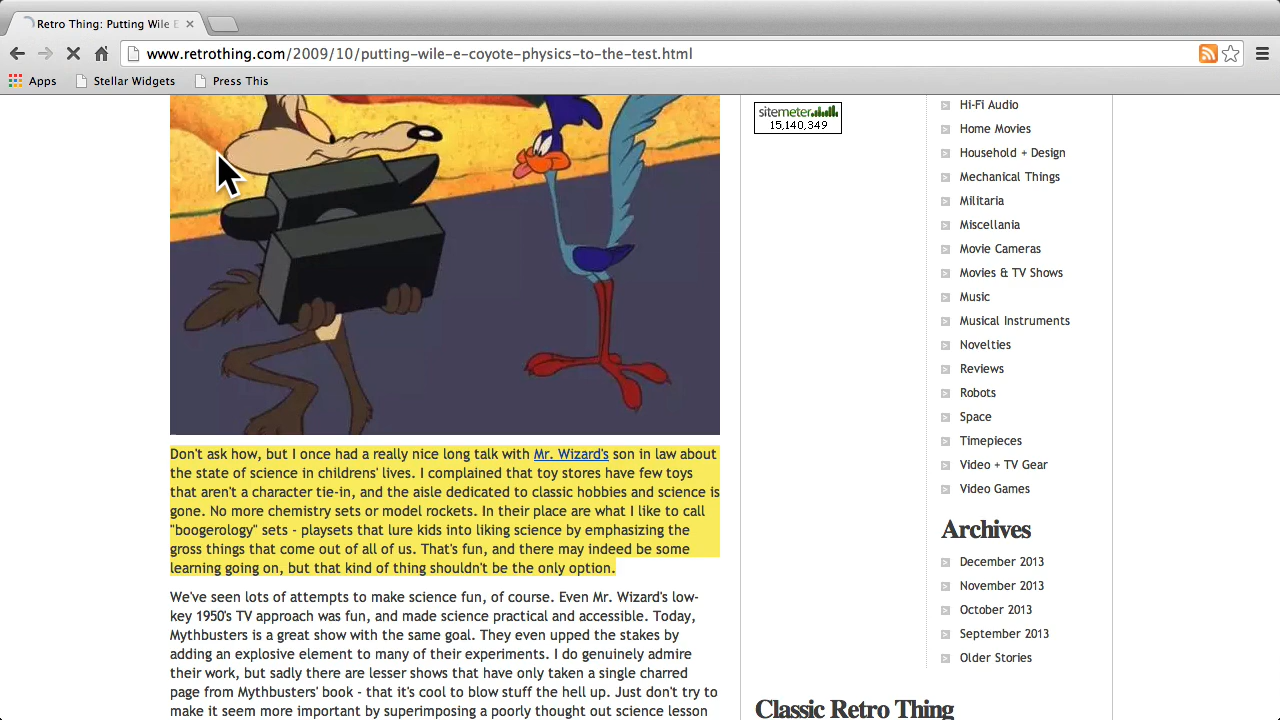 Retro Thing: Putting Wile E
www.retrothing.com/2009/10/putting-wile-e-coyote-physics-to-the-test.html
Apps
Stellar Widgets
Press This
sitemeter
15,140,349
Don't ask how, but I once had a really nice long talk with Mr. Wizard's son in law about
the state of science in childrens' lives. I complained that toy stores have few toys
that aren't a character tie-in, and the aisle dedicated to classic hobbies and science is
gone. No more chemistry sets or model rockets. In their place are what I like to call
"boogerology" sets - playsets that lure kids into liking science by emphasizing the
gross things that come out of all of us. That's fun, and there may indeed be some
learning going on, but that kind of thing shouldn't be the only option.
We've seen lots of attempts to make science fun, of course. Even Mr. Wizard's low-
key 1950's TV approach was fun, and made science practical and accessible. Today,
Mythbusters is a great show with the same goal. They even upped the stakes by
adding an explosive element to many of their experiments. I do genuinely admire
their work, but sadly there are lesser shows that have only taken a single charred
page from Mythbusters' book - that it's cool to blow stuff the hell up. Just don't try to
make it seem more important by superimposing a poorly thought out science lesson
Hi-Fi Audio
Home Movies
Household + Design
Mechanical Things
Militaria
Miscellania
Movie Cameras
Movies & TV Shows
Music
Musical Instruments
Novelties
Reviews
Robots
Space
Timepieces
Video + TV Gear
Video Games
Archives
December 2013
November 2013
October 2013
September 2013
Older Stories
Classic Retro Thing